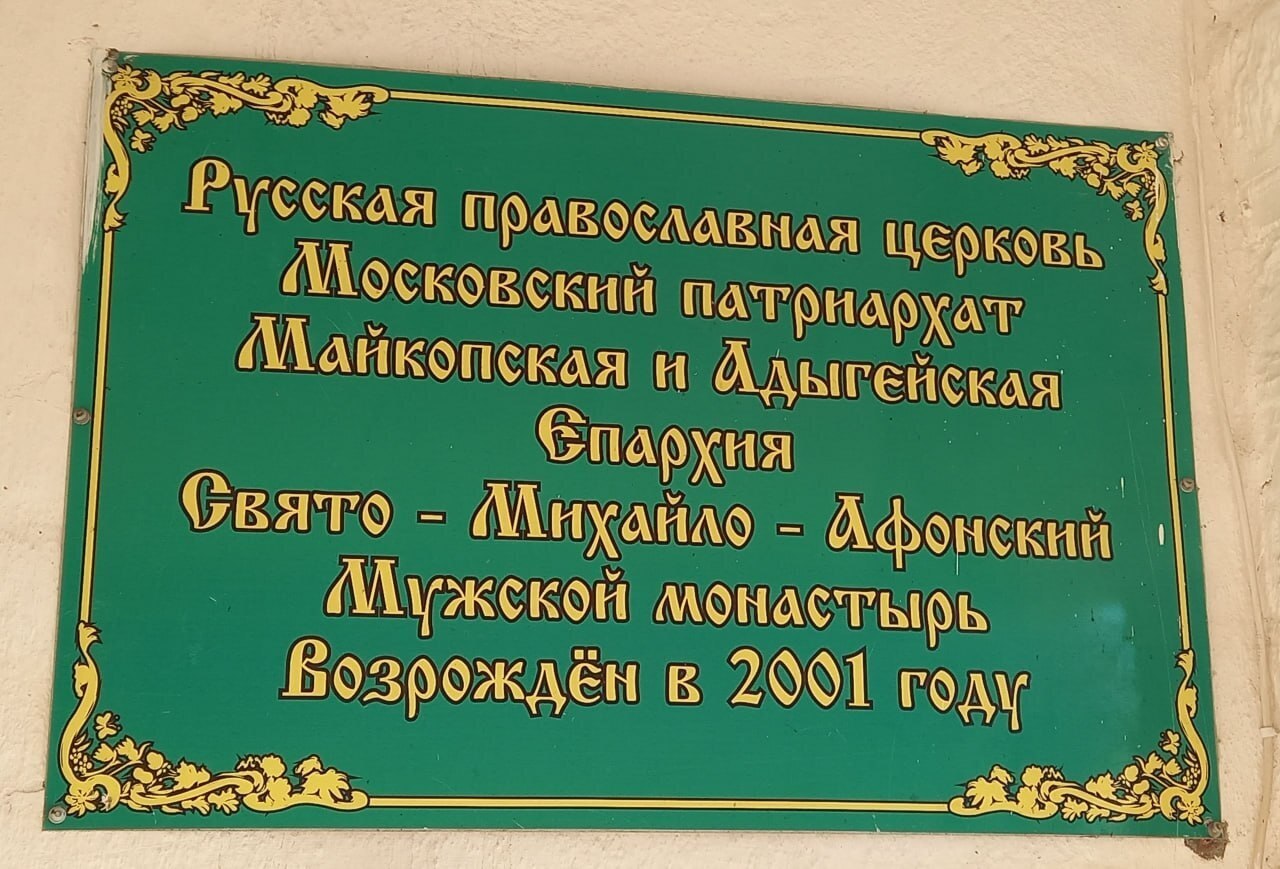 Русская православная церковь
Московский патриархат
Майкопская и Адыгейская
Епархия
Свято - Михайло - Афонский
Мужской монастырь
Возрождён в 2001 году